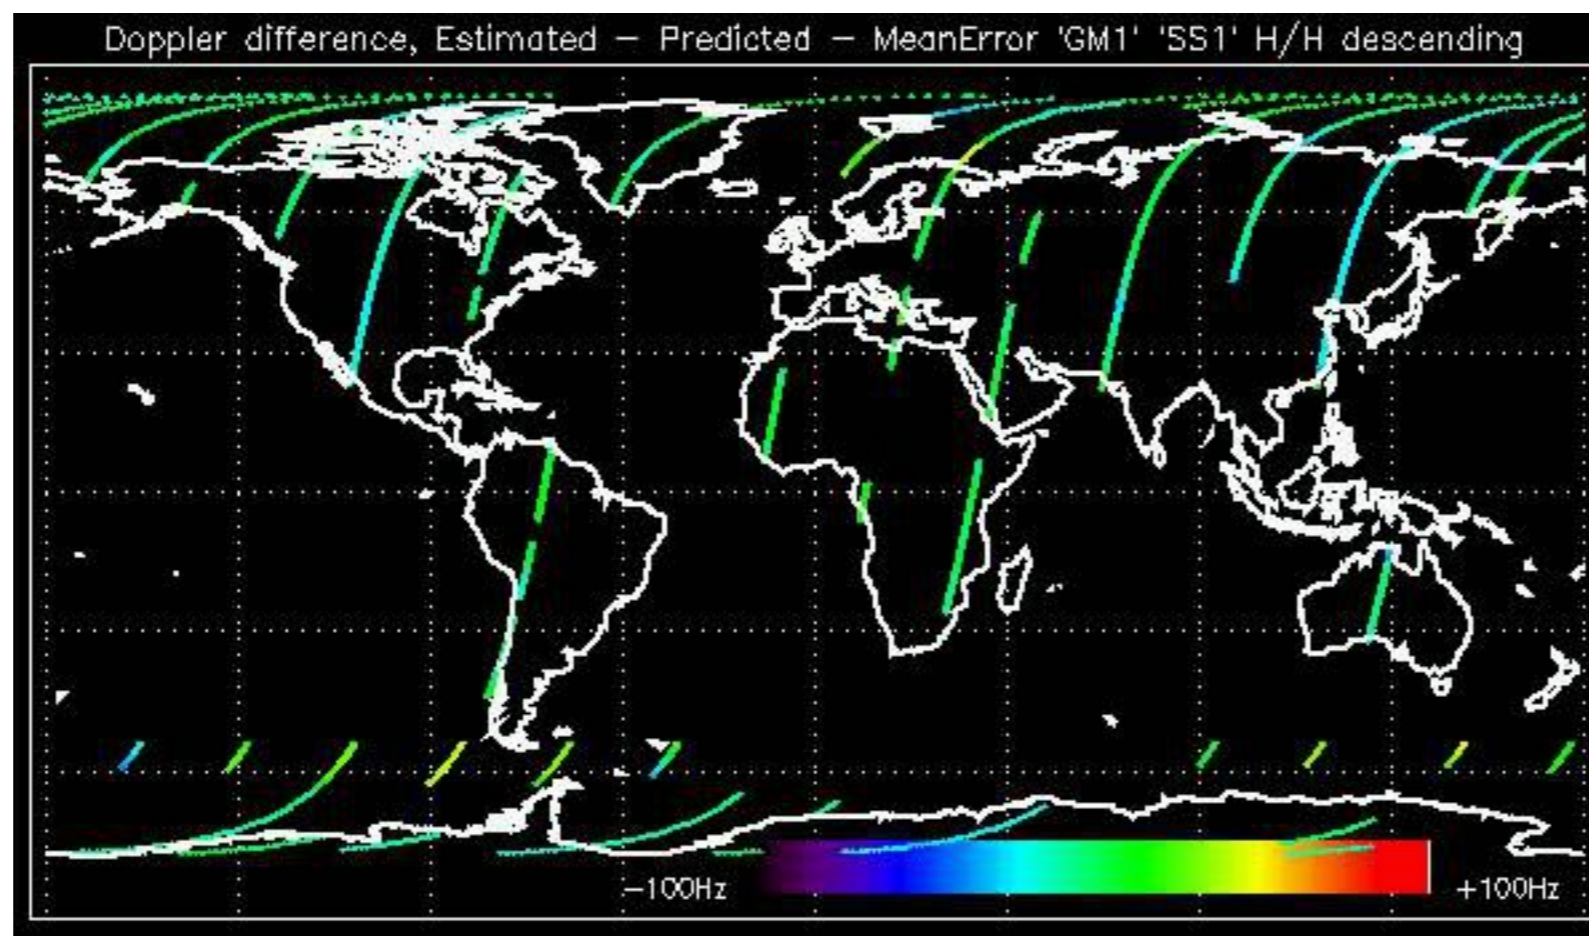 Doppler difference, Estimated – Predicted – MeanError 'GM1' 'SS1' H/H descending
–100Hz
+100Hz